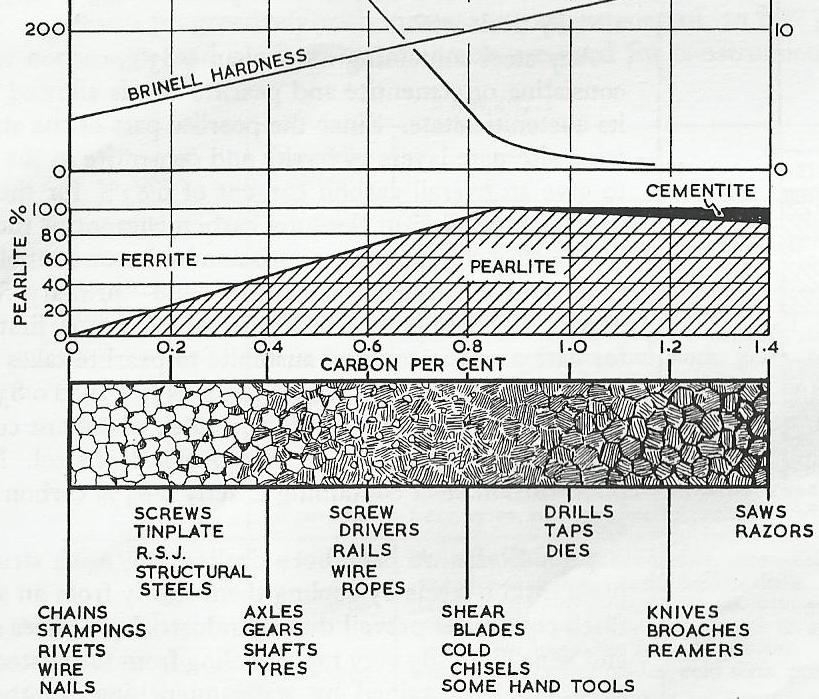 200
10
BRINELL HARDNESS
0
0
CEMENTITE
PEARLITE %
100
80
60
40
20
0
FERRITE
PEARLITE
0
0.2
0.4
0.6
0.8
1.0
1.2
1.4
CARBON PER CENT
SCREWS
TINPLATE
R.S.J.
STRUCTURAL
STEELS
SCREW
DRIVERS
RAILS
WIRE
ROPES
DRILLS
TAPS
DIES
SAWS
RAZORS
CHAINS
STAMPINGS
RIVETS
WIRE
NAILS
AXLES
GEARS
SHAFTS
TYRES
SHEAR
BLADES
COLD
CHISELS
SOME HAND TOOLS
KNIVES
BROACHES
REAMERS